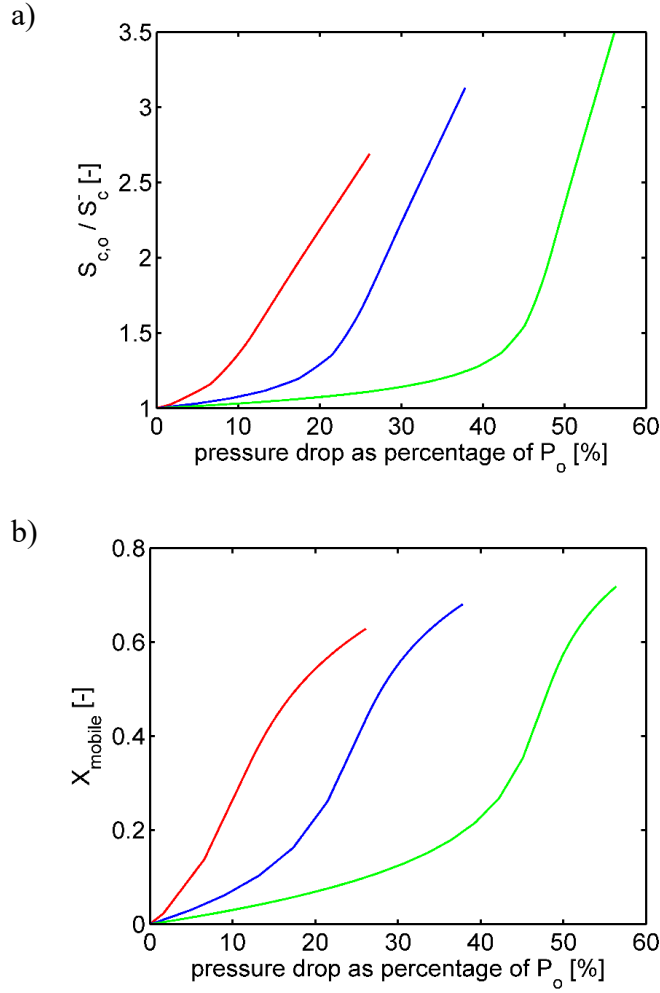 a)
3.5
3
2.5
2
1.5
1
S_c,o / S_c^- [-]
0 10 20 30 40 50 60
pressure drop as percentage of P_o [%]
b)
0.8
0.6
0.4
0.2
0
X_mobile [-]
0 10 20 30 40 50 60
pressure drop as percentage of P_o [%]